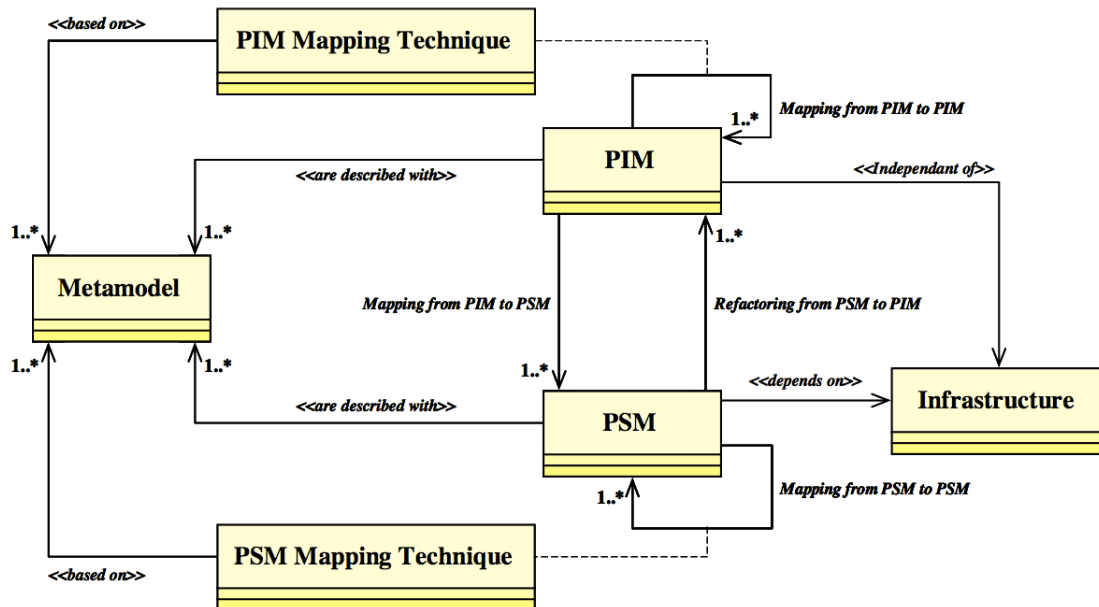 <<based on>>
PIM Mapping Technique
Mapping from PIM to PIM
1..*
PIM
<<are described with>>
<<Independant of>>
1..*
1..*
1..*
Metamodel
Mapping from PIM to PSM
Refactoring from PSM to PIM
1..*
1..*
1..*
<<depends on>>
<<are described with>>
PSM
Infrastructure
1..*
Mapping from PSM to PSM
PSM Mapping Technique
<<based on>>